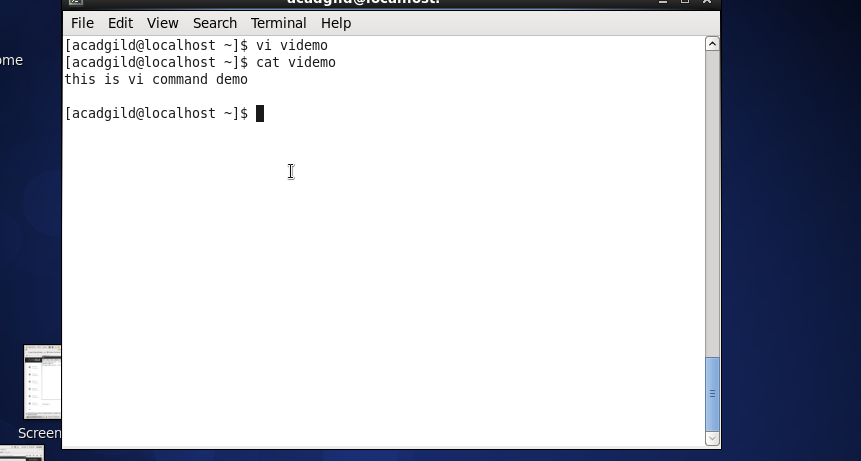 acadgild@localhost:
File Edit View Search Terminal Help
[acadgild@localhost ~]$ vi videmo
[acadgild@localhost ~]$ cat videmo
this is vi command demo
[acadgild@localhost ~]$
ome
Screen